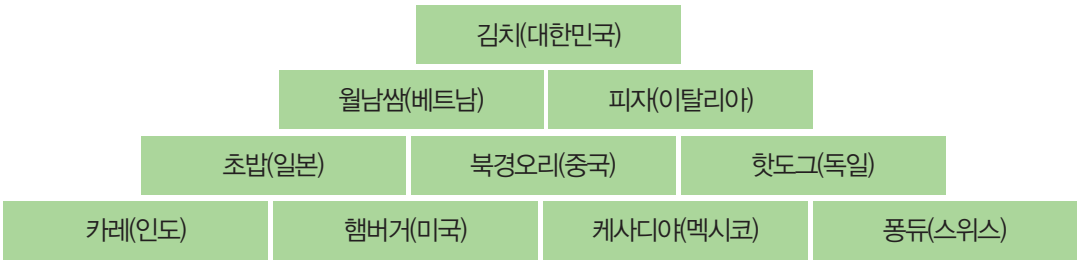 김치(대한민국)
월남쌈(베트남) 피자(이탈리아)
초밥(일본) 북경오리(중국) 핫도그(독일)
카레(인도) 햄버거(미국) 케사디야(멕시코) 퐁듀(스위스)